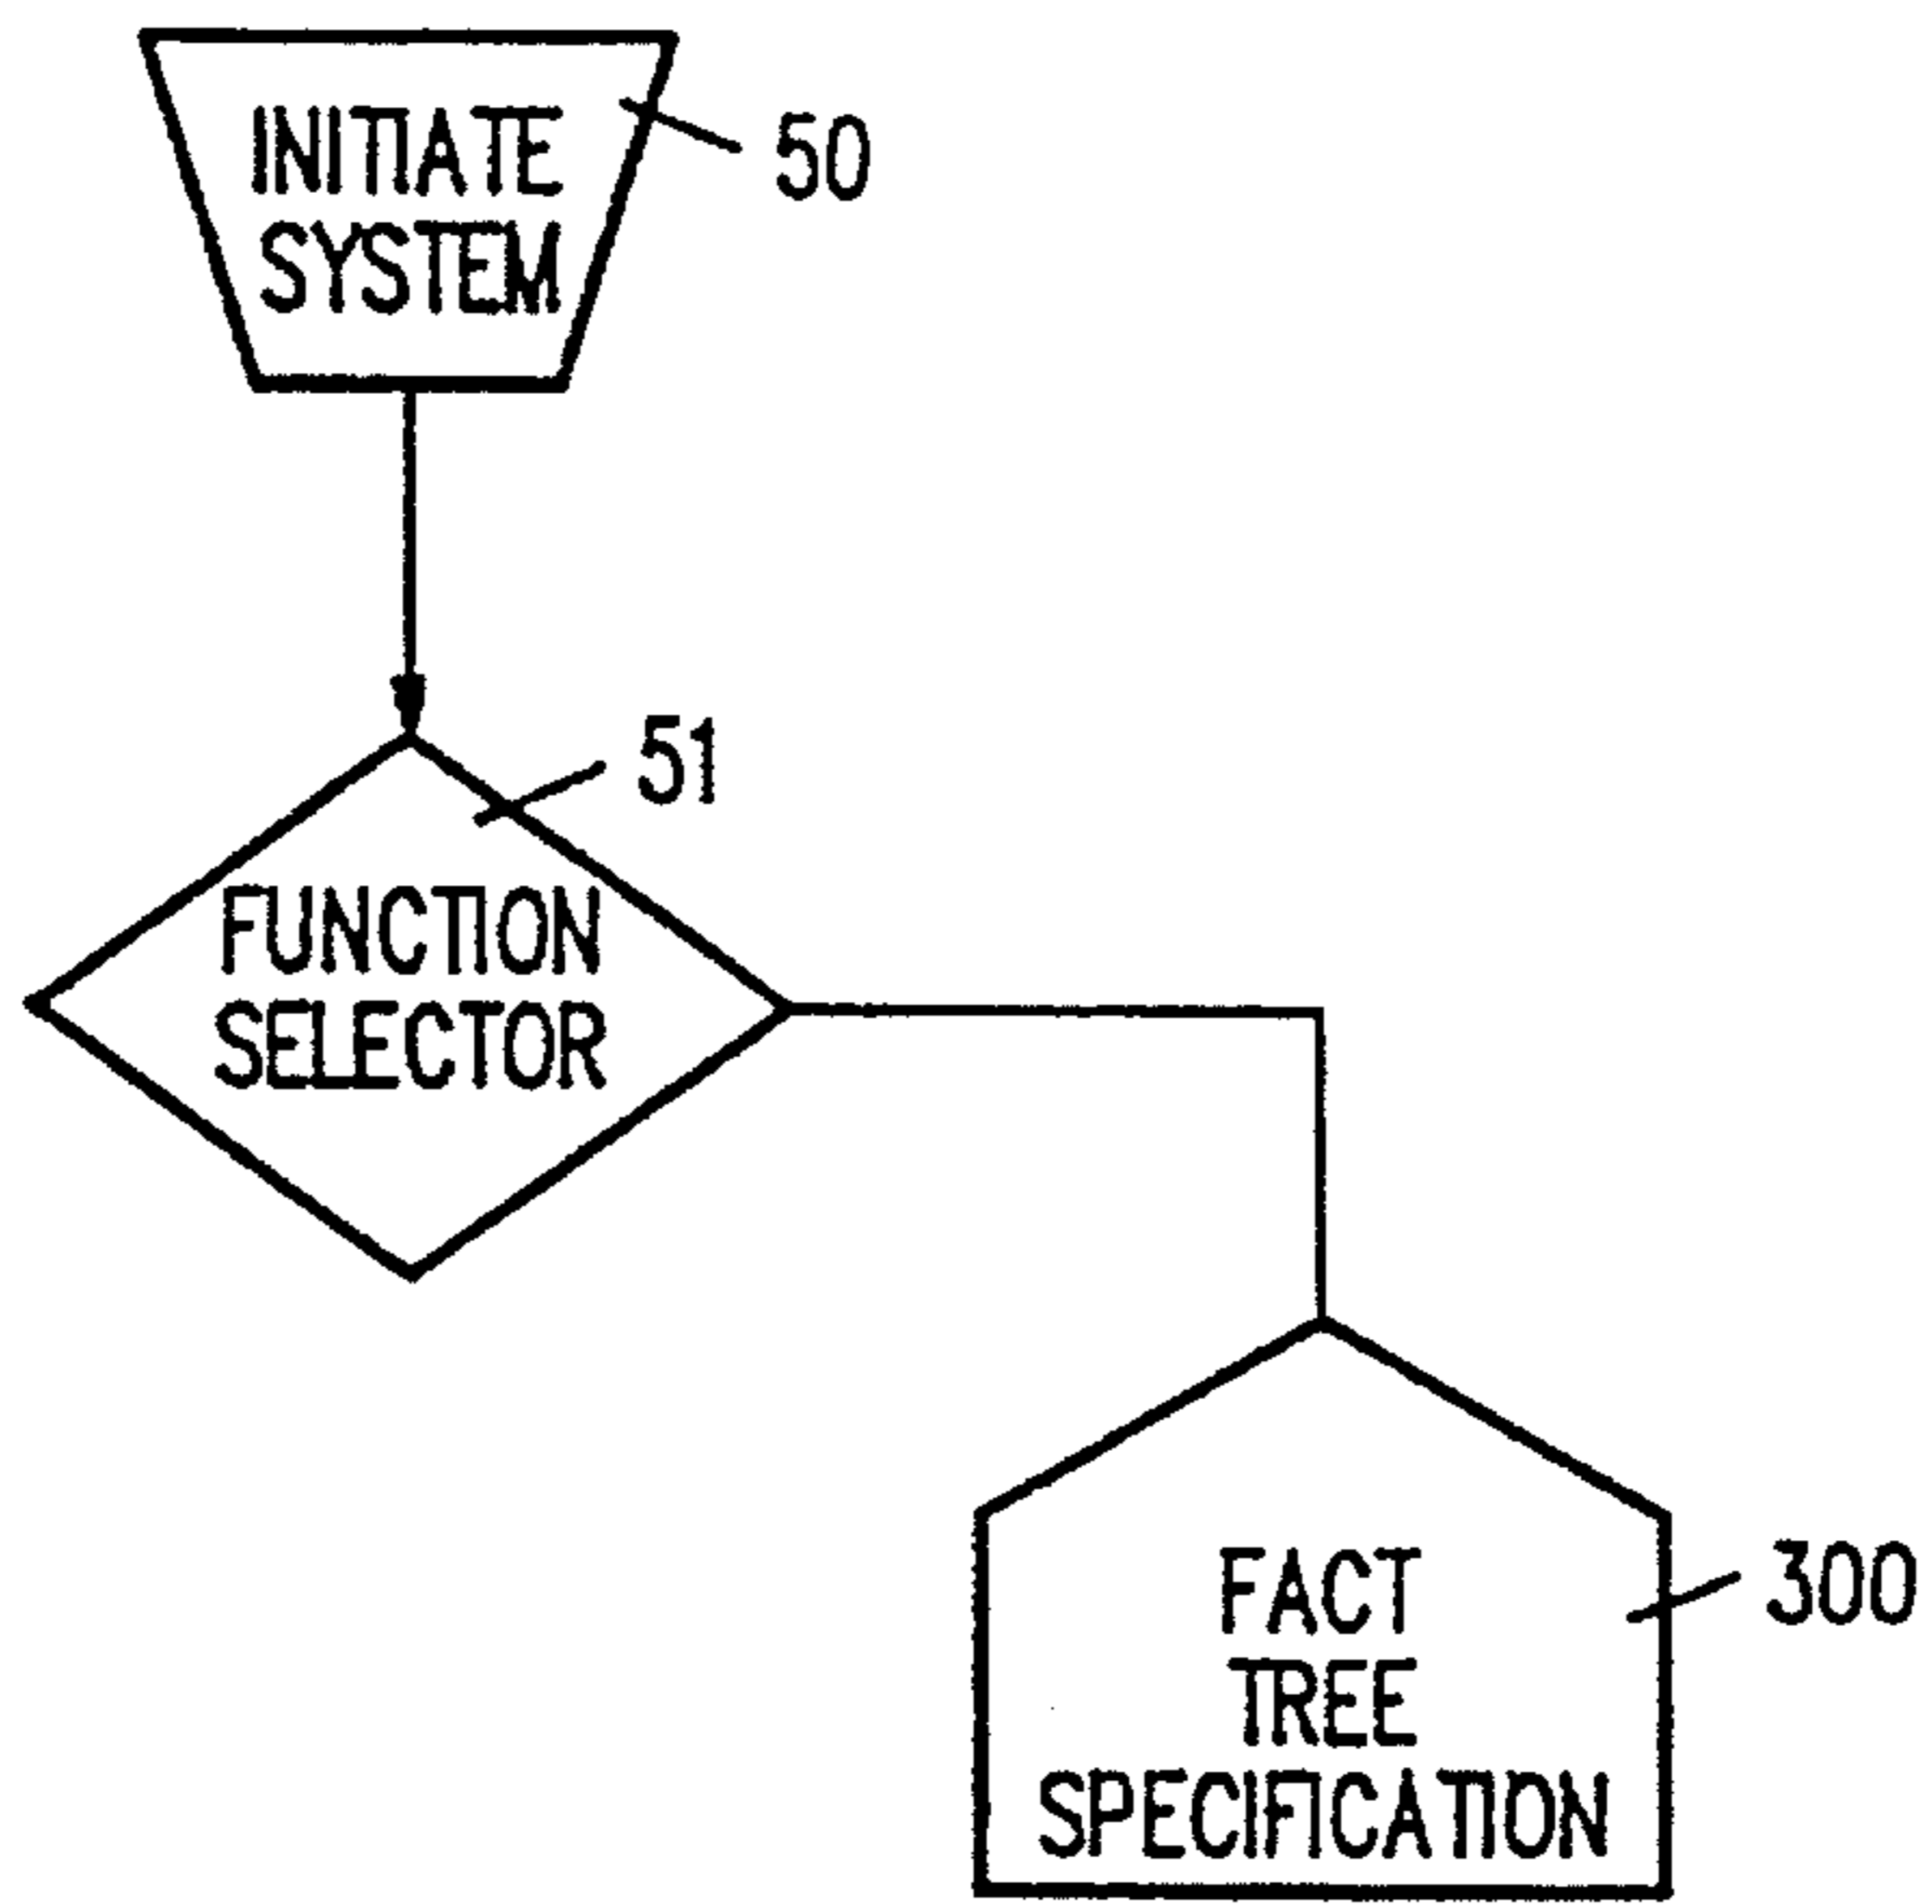 INITIATE
SYSTEM
50
51
FUNCTION
SELECTOR
FACT
TREE
SPECIFICATION
300